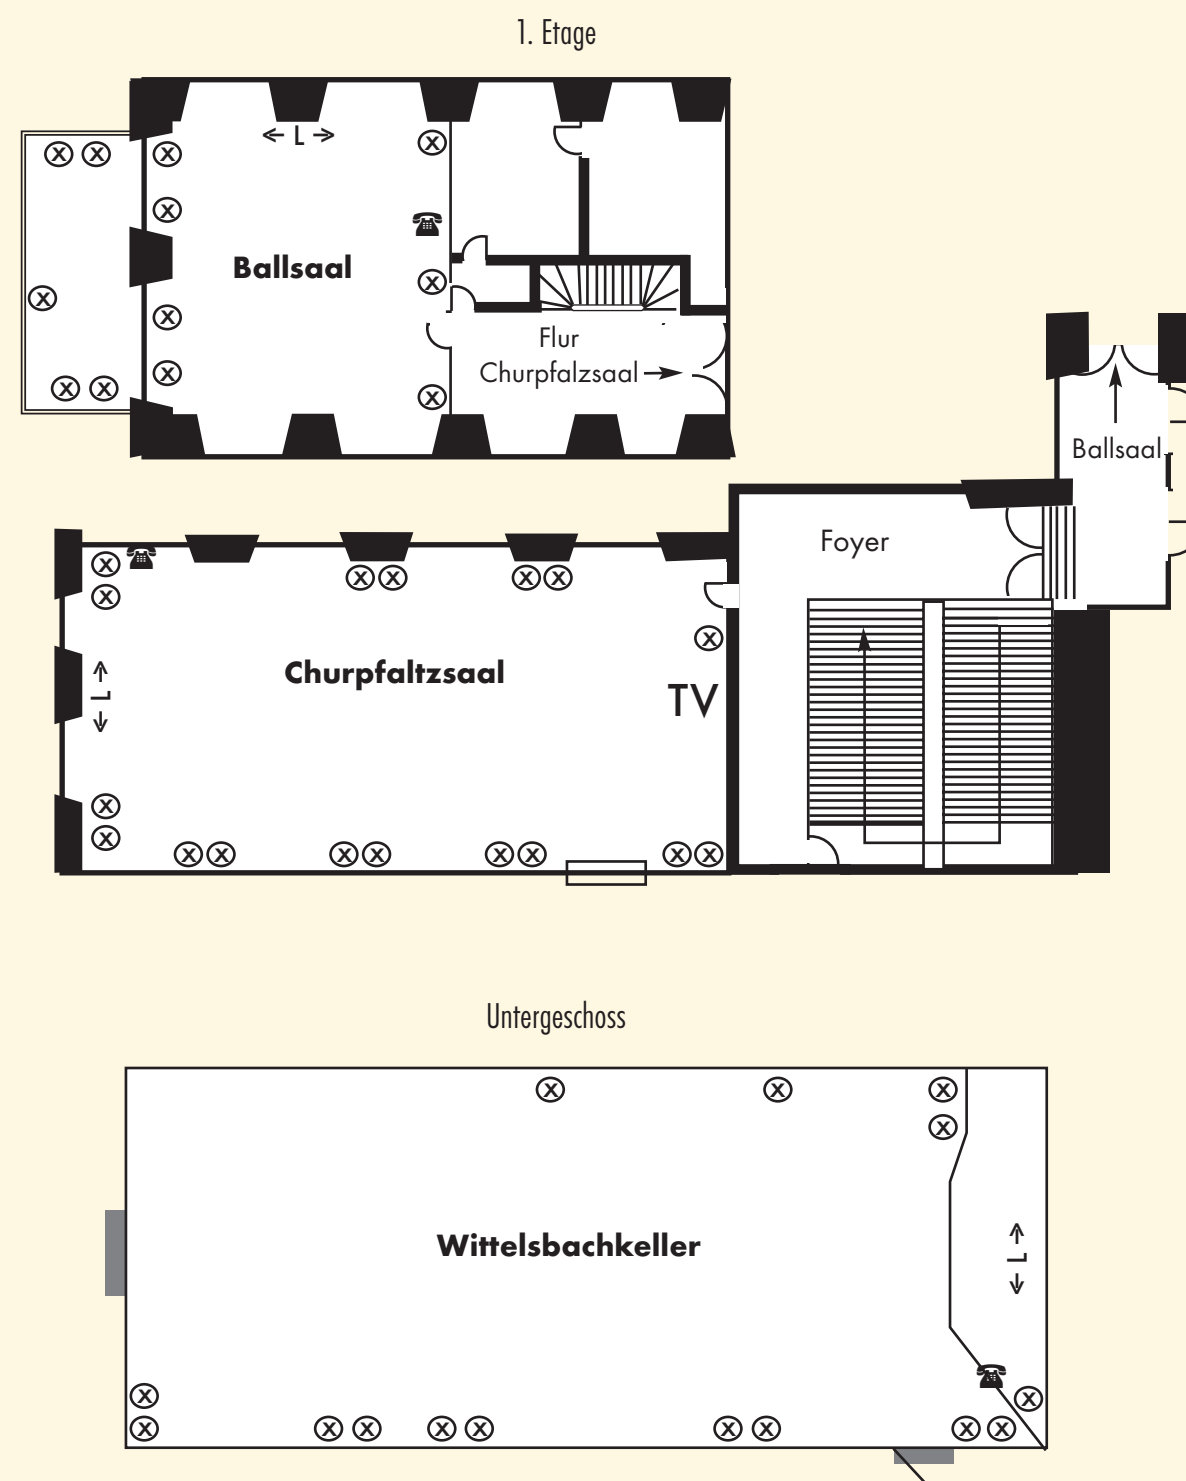 1. Etage
← L →
Ballsaal
Flur
Churpfalzsaal
Ballsaal
Foyer
Churpfaltzsaal
← L →
TV
Untergeschoss
Wittelsbachkeller
← L →